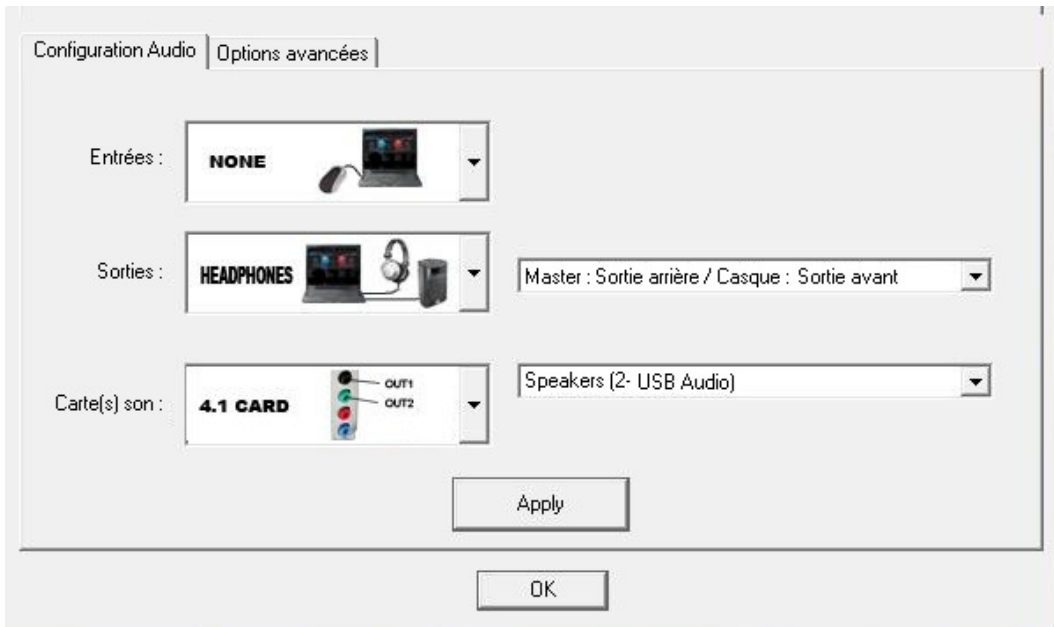 Configuration Audio
Options avancées
Entrées :
NONE
Sorties :
HEADPHONES
Master : Sortie arrière / Casque : Sortie avant
Carte(s) son :
4.1 CARD
OUT1
OUT2
Speakers (2- USB Audio)
Apply
OK